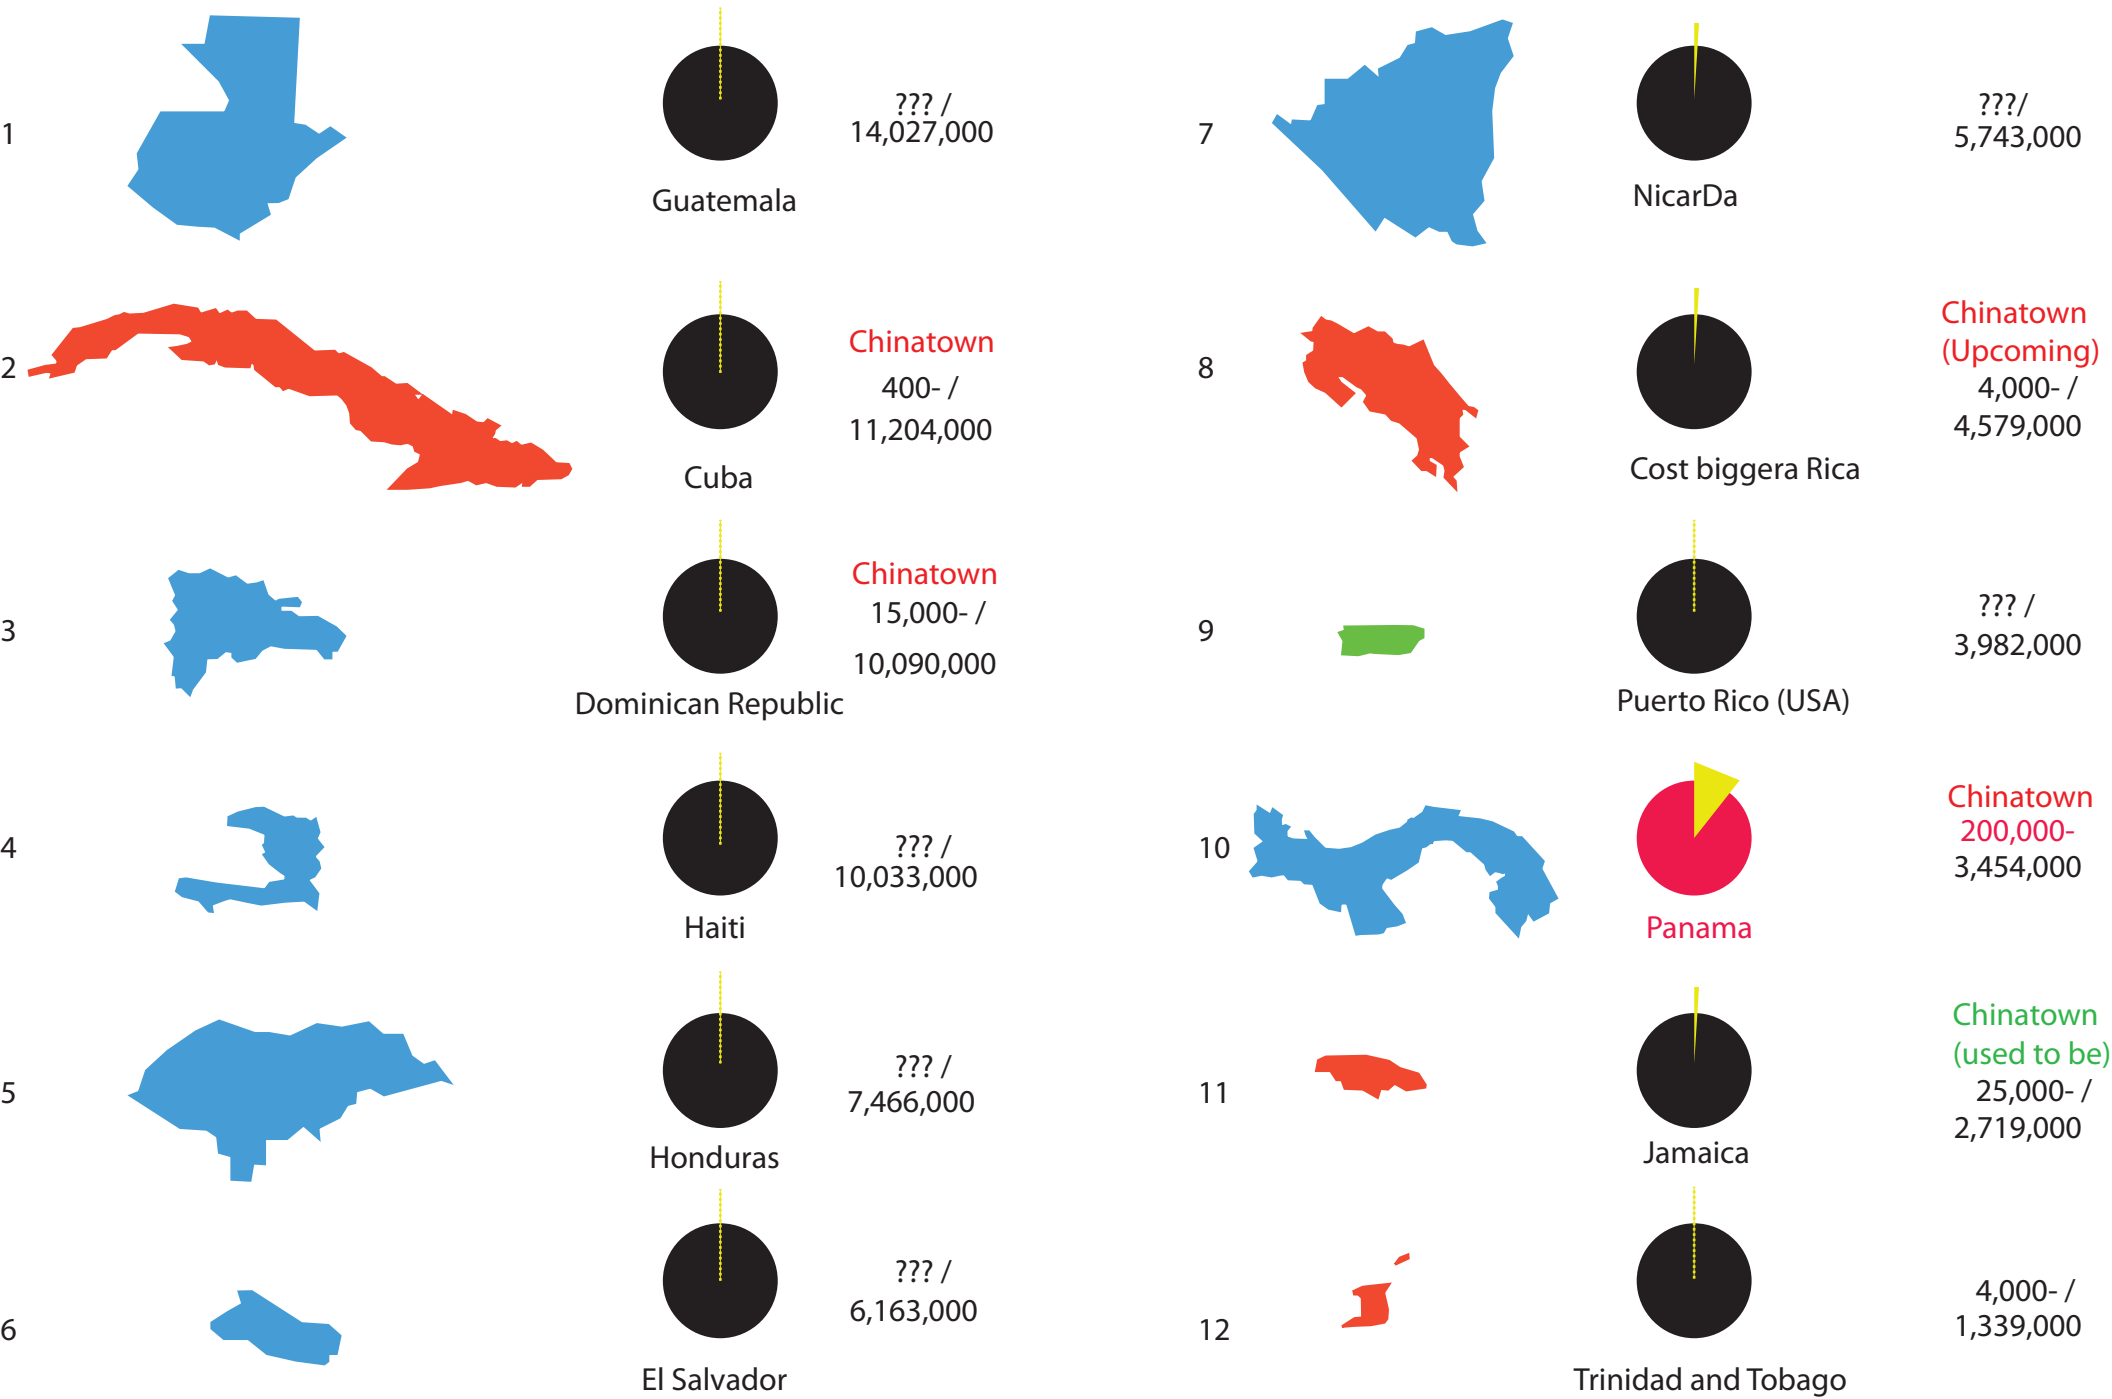 1
??? /
14,027,000
Guatemala
2
Chinatown
400- /
11,204,000
Cuba
3
Chinatown
15,000- /
10,090,000
Dominican Republic
4
??? /
10,033,000
Haiti
5
??? /
7,466,000
Honduras
6
??? /
6,163,000
El Salvador
7
???/
5,743,000
NicarDa
8
Chinatown
(Upcoming)
4,000- /
4,579,000
Cost biggera Rica
9
??? /
3,982,000
Puerto Rico (USA)
10
Chinatown
200,000-
3,454,000
Panama
11
Chinatown
(used to be)
25,000- /
2,719,000
Jamaica
12
4,000- /
1,339,000
Trinidad and Tobago